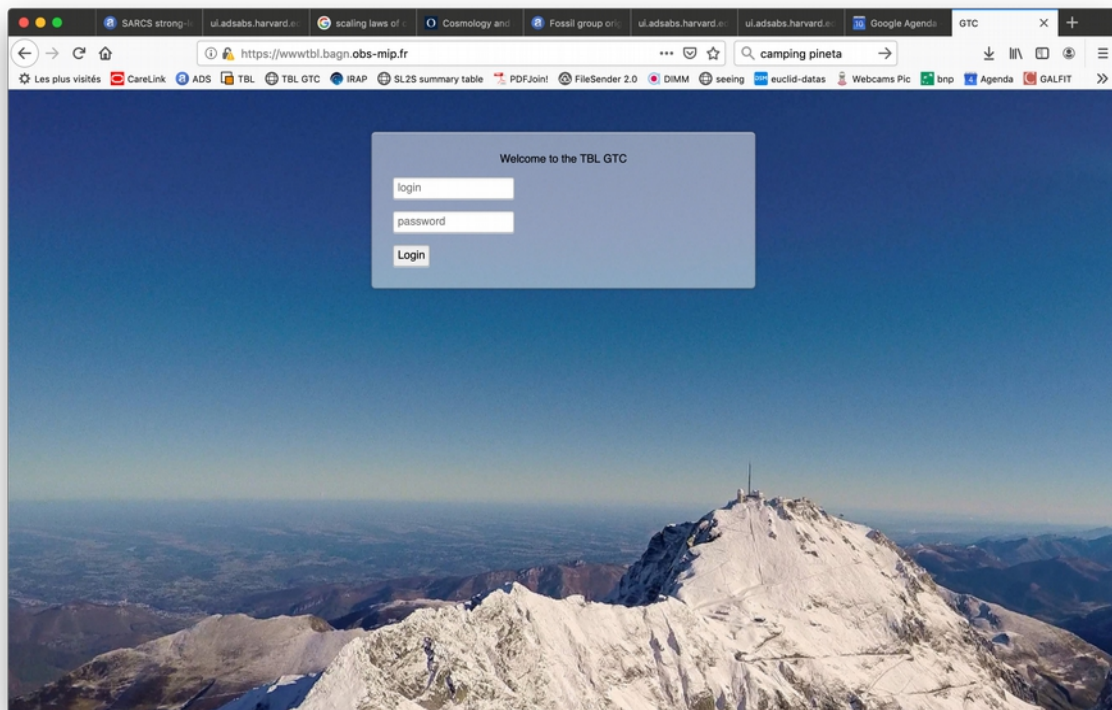 SARCS strong-l
ui.adsabs.harvard.e
scaling laws of c
Cosmology and
Fossil group orig
ui.adsabs.harvard.e
ui.adsabs.harvard.e
Google Agenda
GTC
https://wwwtbl.bagn.obs-mip.fr
camping pineta
Les plus visités CareLink ADS TBL TBL GTC IRAP SL2S summary table PDFJoin! FileSender 2.0 DIMM seeing euclid-datas Webcams Pic bnp Agenda GALFIT
Welcome to the TBL GTC
login
password
Login